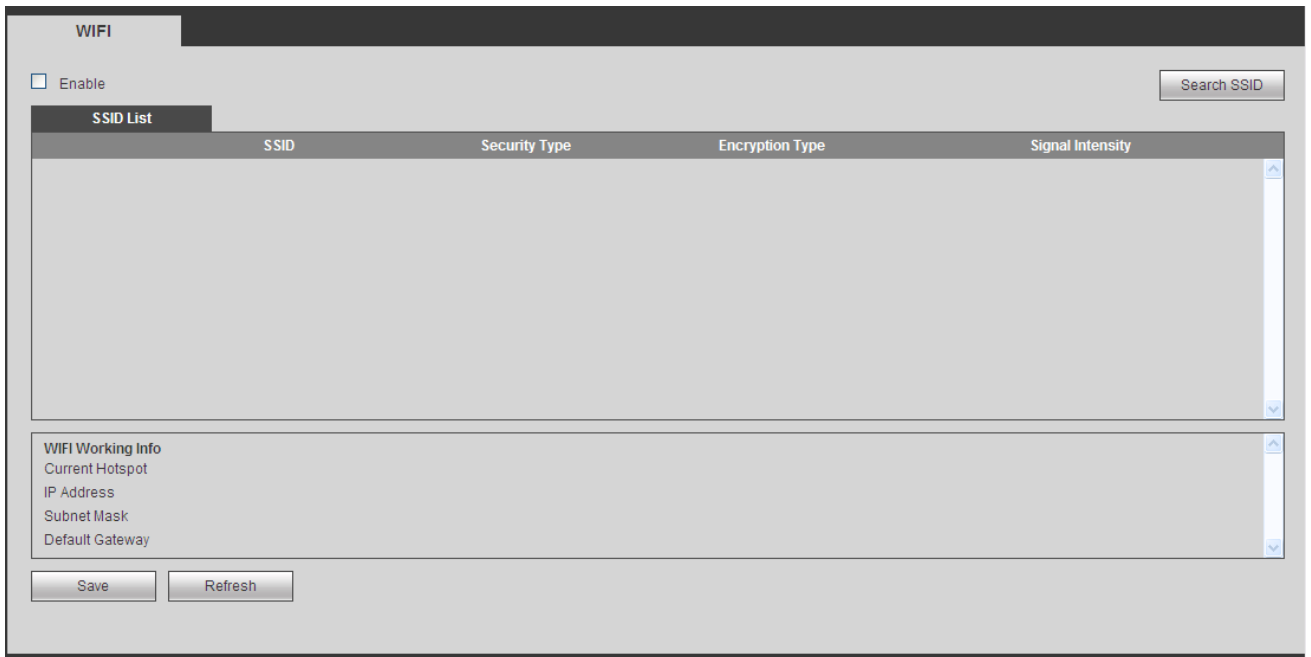 WIFI
Enable
Search SSID
SSID List
SSID Security Type Encryption Type Signal Intensity
WIFI Working Info
Current Hotspot
IP Address
Subnet Mask
Default Gateway
Save Refresh